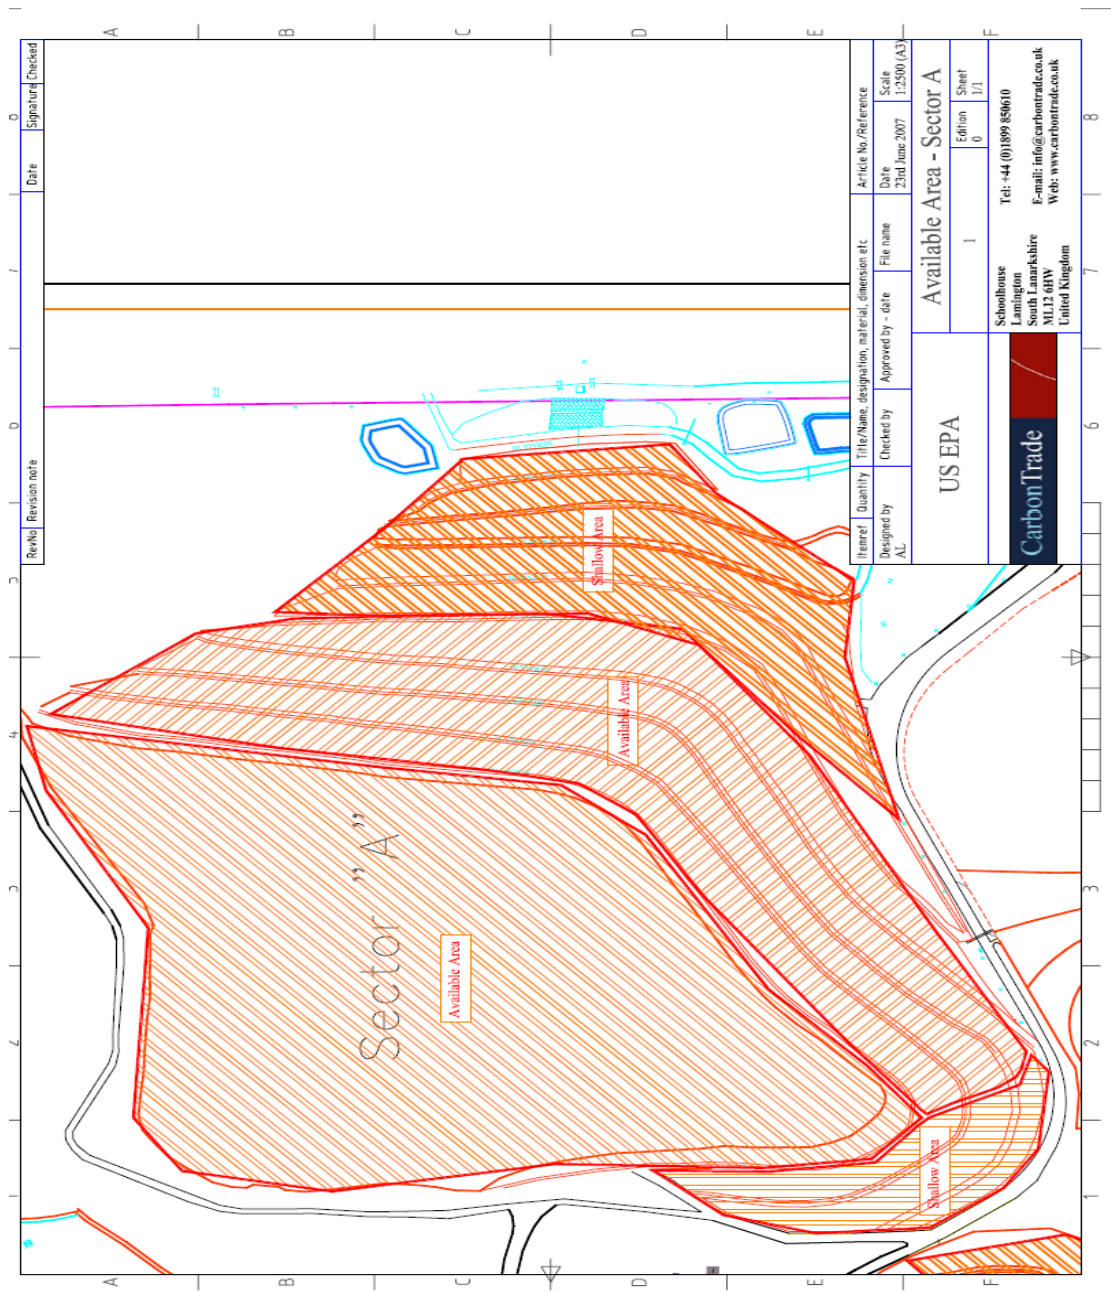 RevNo
Revision note
Date
Signature
Checked
A
B
C
D
E
F
Sector "A"
Available Area
Available Area
Shallow Area
Shallow Area
Itemref
Quantity
Title/Name, designation, material, dimension etc
Article No./Reference
Designed by
AL
Checked by
Approved by - date
File name
Date
23rd June 2007
Scale
1:2500 (A3)
US EPA
Available Area - Sector A
1
Edition
0
Sheet
1/1
CarbonTrade
Schoolhouse
Lamington
South Lanarkshire
ML12 6HW
United Kingdom
Tel: +44 (0)1899 850610
E-mail: info@carbontrade.co.uk
Web: www.carbontrade.co.uk
1
2
3
6
7
8
A
B
C
D
E
F
1
2
4